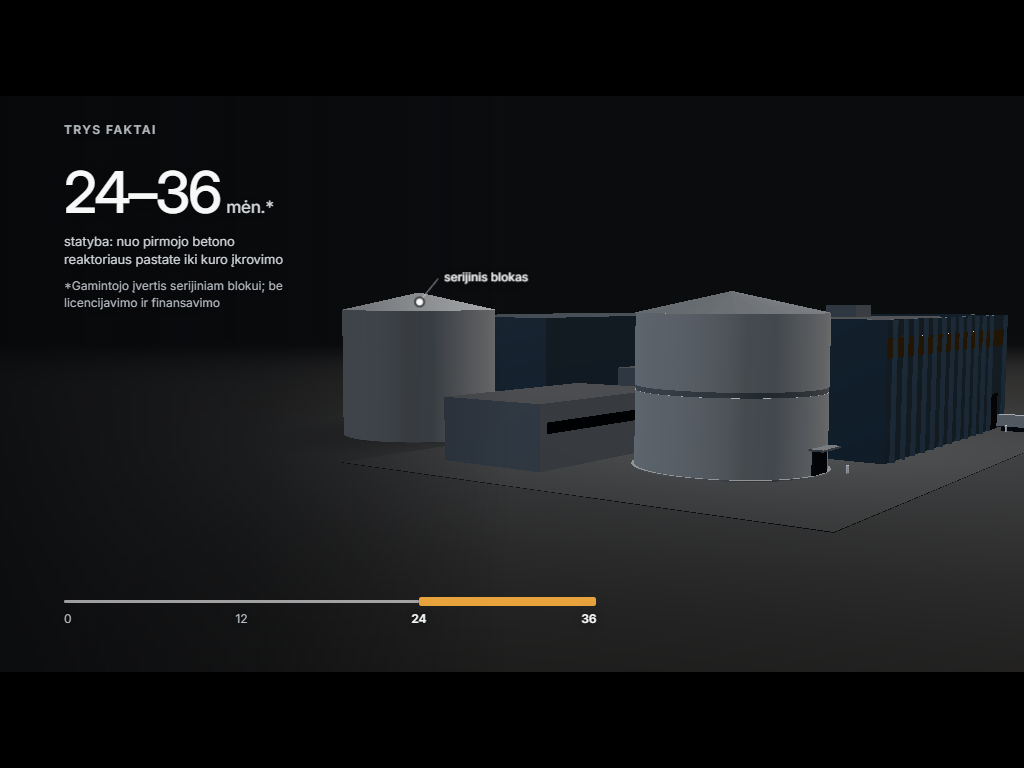 TRYS FAKTAI
24–36 mėn.*
statyba: nuo pirmojo betono
reaktoriaus pastate iki kuro įkrovimo
*Gamintojo įvertis serijiniam blokui; be
licencijavimo ir finansavimo
serijinis blokas
0 12 24 36